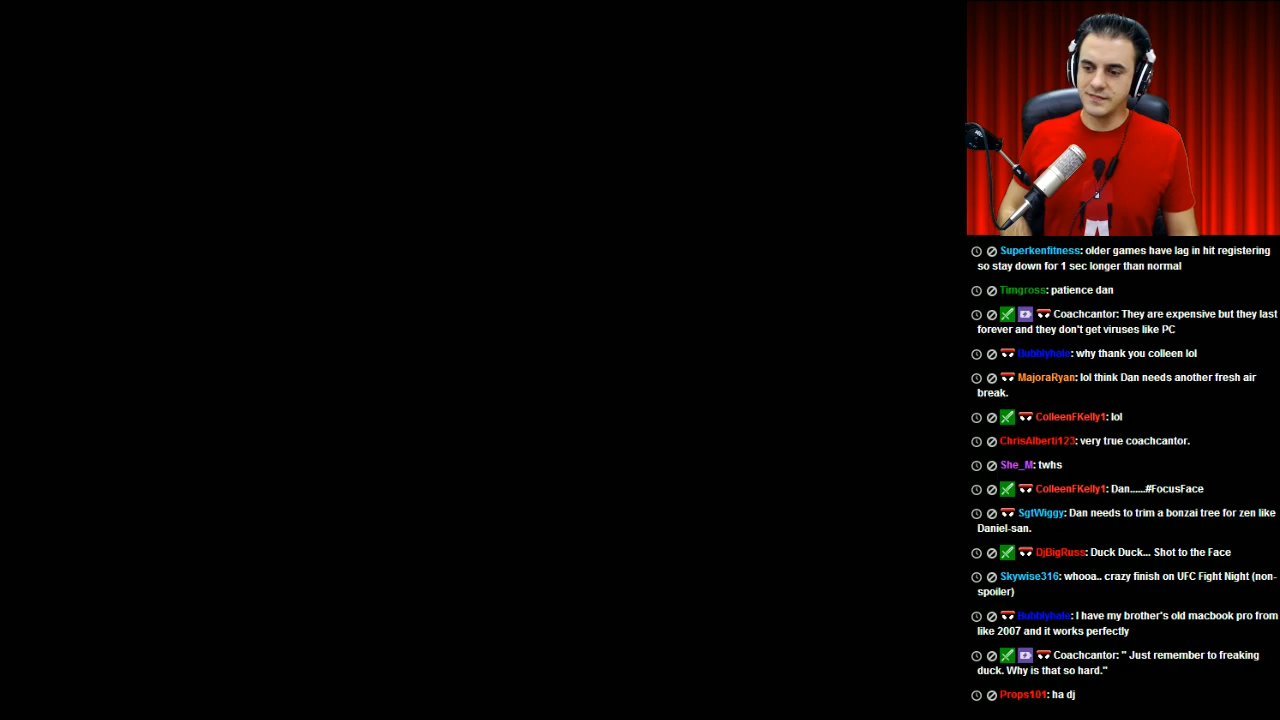 Superkenfitness: older games have lag in hit registering
so stay down for 1 sec longer than normal
Timgross: patience dan
Coachcantor: They are expensive but they last
forever and they don't get viruses like PC
Bubblyhale: why thank you colleen lol
MajoraRyan: lol think Dan needs another fresh air
break.
ColleenFKelly1: lol
ChrisAlberti123: very true coachcantor.
She_M: twhs
ColleenFKelly1: Dan......#FocusFace
SgtWiggy: Dan needs to trim a bonzai tree for zen like
Daniel-san.
DjBigRuss: Duck Duck... Shot to the Face
Skywise316: whooa.. crazy finish on UFC Fight Night (non-
spoiler)
Bubblyhale: I have my brother's old macbook pro from
like 2007 and it works perfectly
Coachcantor: " Just remember to freaking
duck. Why is that so hard."
Props101: ha dj